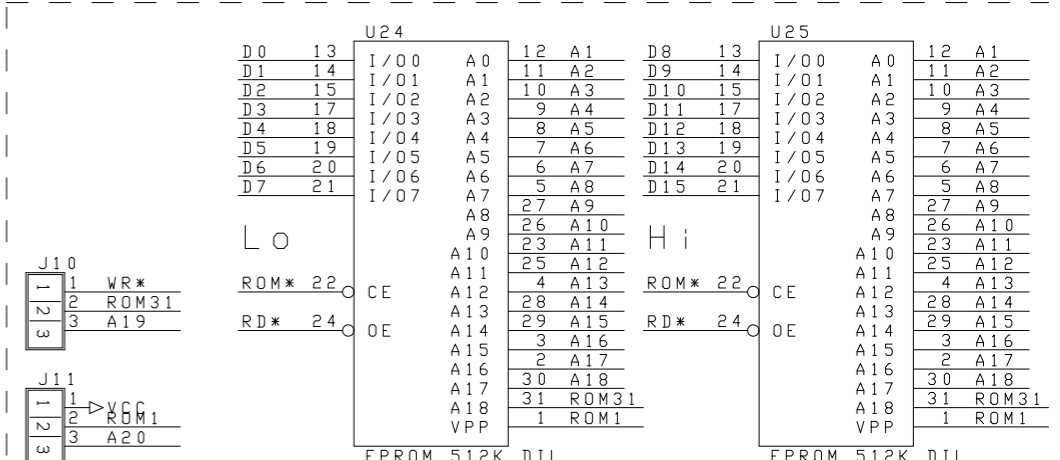 U24
U25
D0 13 I/O0 A0 12 A1
D1 14 I/O1 A1 11 A2
D2 15 I/O2 A2 10 A3
D3 17 I/O3 A3 9 A4
D4 18 I/O4 A4 8 A5
D5 19 I/O5 A5 7 A6
D6 20 I/O6 A6 6 A7
D7 21 I/O7 A7 5 A8
A8 27 A9
A9 26 A10
Lo
A10 23 A11
A11 25 A12
ROM* 22 CE A12 4 A13
A13 28 A14
RD* 24 OE A14 29 A15
A15 3 A16
A16 2 A17
A17 30 A18
A18 31 ROM31
VPP 1 ROM1
EPROM 512K DIL
D8 13 I/O0 A0 12 A1
D9 14 I/O1 A1 11 A2
D10 15 I/O2 A2 10 A3
D11 17 I/O3 A3 9 A4
D12 18 I/O4 A4 8 A5
D13 19 I/O5 A5 7 A6
D14 20 I/O6 A6 6 A7
D15 21 I/O7 A7 5 A8
A8 27 A9
A9 26 A10
Hi
A10 23 A11
A11 25 A12
ROM* 22 CE A12 4 A13
A13 28 A14
RD* 24 OE A14 29 A15
A15 3 A16
A16 2 A17
A17 30 A18
A18 31 ROM31
VPP 1 ROM1
EPROM 512K DIL
J10
1 1 WR*
2 2 ROM31
3 3 A19
J11
1 1 VCC
2 2 ROM1
3 3 A20